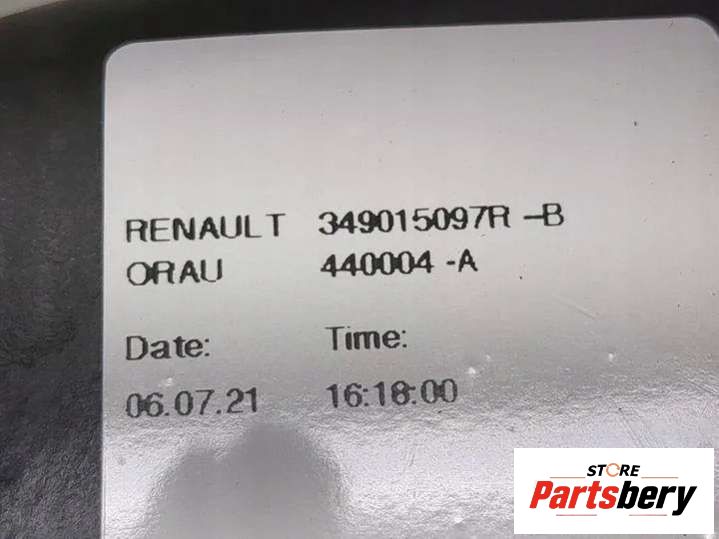 RENAULT 349015097R -B
ORAU 440004 -A
Date: Time:
06.07.21 16:18:00
STORE
Partsbery